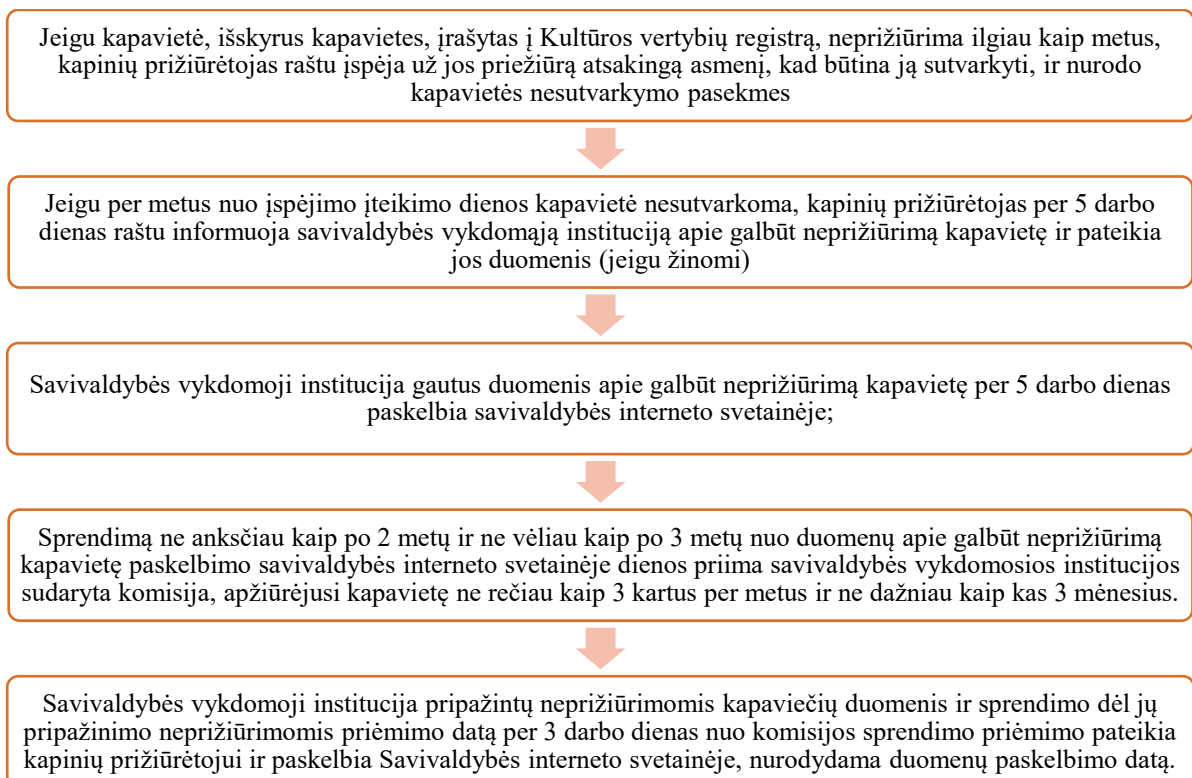 Jeigu kapavietė, išskyrus kapavietes, įrašytas į Kultūros vertybių registrą, neprižiūrima ilgiau kaip metus,
kapinių prižiūrėtojas raštu įspėja už jos priežiūrą atsakingą asmenį, kad būtina ją sutvarkyti, ir nurodo
kapavietės nesutvarkymo pasekmes
Jeigu per metus nuo įspėjimo įteikimo dienos kapavietė nesutvarkoma, kapinių prižiūrėtojas per 5 darbo
dienas raštu informuoja savivaldybės vykdomąją instituciją apie galbūt neprižiūrimą kapavietę ir pateikia
jos duomenis (jeigu žinomi)
Savivaldybės vykdomoji institucija gautus duomenis apie galbūt neprižiūrimą kapavietę per 5 darbo dienas
paskelbia savivaldybės interneto svetainėje;
Sprendimą ne anksčiau kaip po 2 metų ir ne vėliau kaip po 3 metų nuo duomenų apie galbūt neprižiūrimą
kapavietę paskelbimo savivaldybės interneto svetainėje dienos priima savivaldybės vykdomosios institucijos
sudaryta komisija, apžiūrėjusi kapavietę ne rečiau kaip 3 kartus per metus ir ne dažniau kaip kas 3 mėnesius.
Savivaldybės vykdomoji institucija pripažintų neprižiūrimomis kapaviečių duomenis ir sprendimo dėl jų
pripažinimo neprižiūrimomis priėmimo datą per 3 darbo dienas nuo komisijos sprendimo priėmimo pateikia
kapinių prižiūrėtojui ir paskelbia Savivaldybės interneto svetainėje, nurodydama duomenų paskelbimo datą.